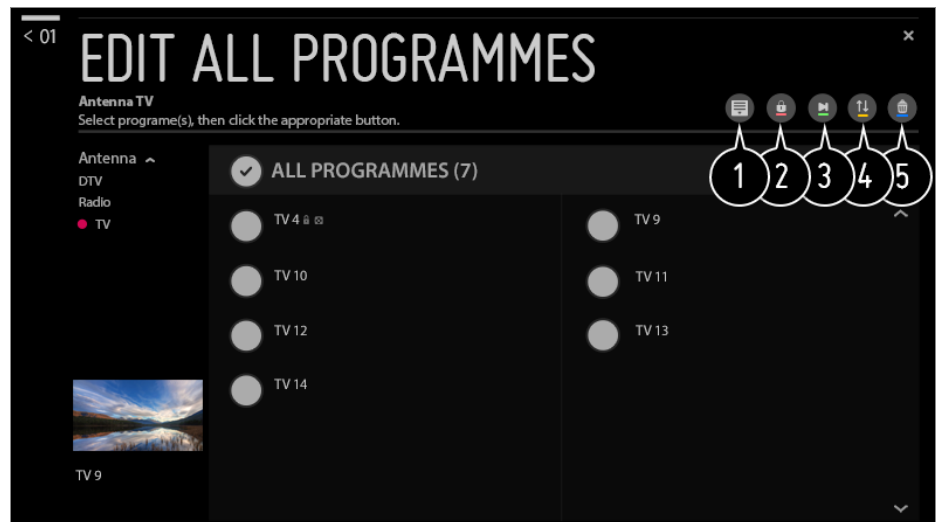 < 01
EDIT ALL PROGRAMMES
×
Antenna TV
Select programe(s), then click the appropriate button.
1 2 3 4 5
Antenna
DTV
Radio
TV
ALL PROGRAMMES (7)
TV 4
TV 9
TV 10
TV 11
TV 12
TV 13
TV 14
TV 9